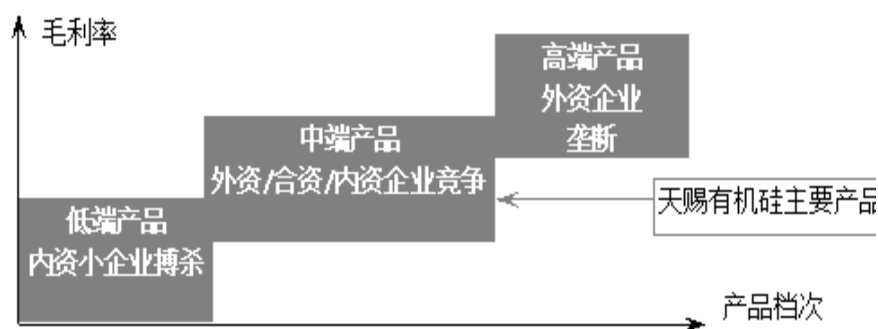 毛利率
高端产品
外资企业
垄断
中端产品
外资/合资/内资企业竞争
天赐有机硅主要产品
低端产品
内资小企业搏杀
产品档次